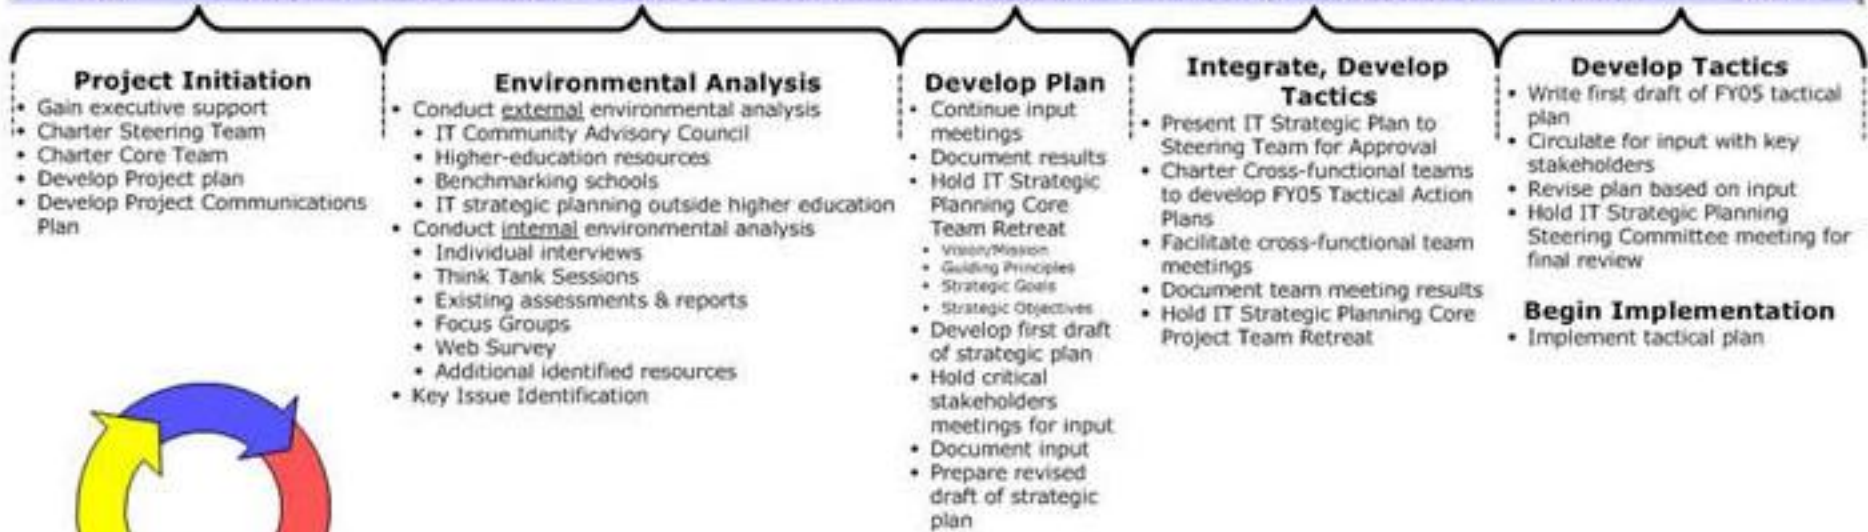 Project Initiation
• Gain executive support
• Charter Steering Team
• Charter Core Team
• Develop Project plan
• Develop Project Communications
Plan
Environmental Analysis
• Conduct external environmental analysis
• IT Community Advisory Council
• Higher-education resources
• Benchmarking schools
• IT strategic planning outside higher education
• Conduct internal environmental analysis
• Individual interviews
• Think Tank Sessions
• Existing assessments & reports
• Focus Groups
• Web Survey
• Additional identified resources
• Key Issue Identification
Develop Plan
• Continue input
meetings
• Document results
• Hold IT Strategic
Planning Core
Team Retreat
• Vision/Mission
• Guiding Principles
• Strategic Goals
• Strategic Objectives
• Develop first draft
of strategic plan
• Hold critical
stakeholders
meetings for input
• Document input
• Prepare revised
draft of strategic
plan
Integrate, Develop
Tactics
• Present IT Strategic Plan to
Steering Team for Approval
• Charter Cross-functional teams
to develop FY05 Tactical Action
Plans
• Facilitate cross-functional team
meetings
• Document team meeting results
• Hold IT Strategic Planning Core
Project Team Retreat
Develop Tactics
• Write first draft of FY05 tactical
plan
• Circulate for input with key
stakeholders
• Revise plan based on input
• Hold IT Strategic Planning
Steering Committee meeting for
final review
Begin Implementation
• Implement tactical plan